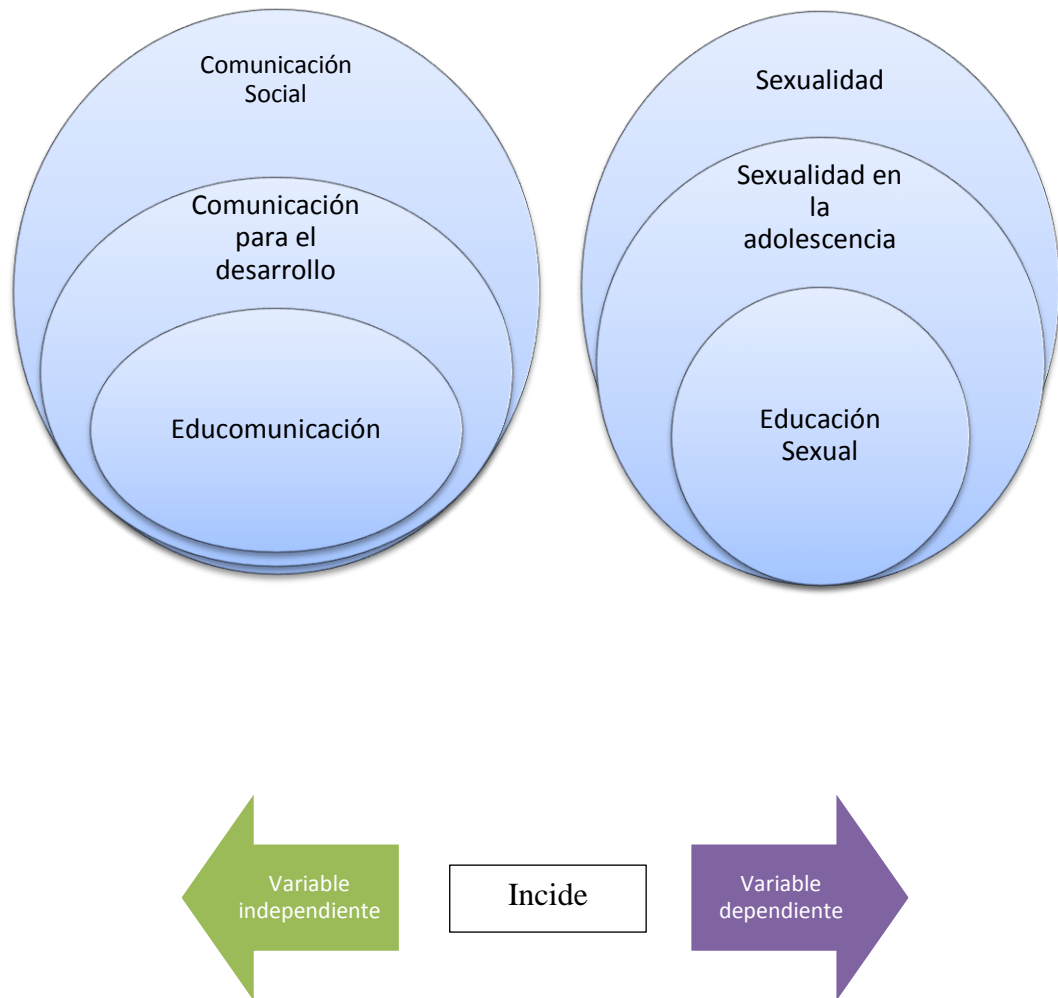 Comunicación
Social
Comunicación
para el
desarrollo
Educomunicación
Sexualidad
Sexualidad en
la
adolescencia
Educación
Sexual
Variable
independiente
Incide
Variable
dependiente